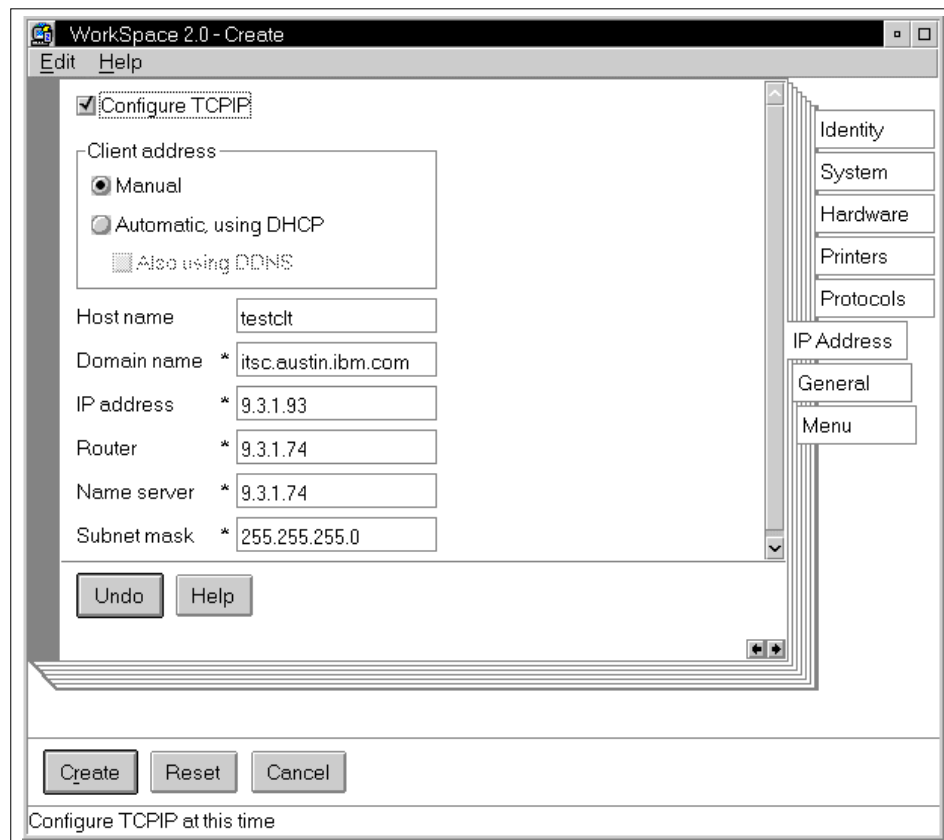 WorkSpace 2.0 - Create
Edit Help
Configure TCPIP
Client address
Manual
Automatic, using DHCP
Also using DDNS
Host name testclt
Domain name * itsc.austin.ibm.com
IP address * 9.3.1.93
Router * 9.3.1.74
Name server * 9.3.1.74
Subnet mask * 255.255.255.0
Undo Help
Identity
System
Hardware
Printers
Protocols
IP Address
General
Menu
Create Reset Cancel
Configure TCPIP at this time